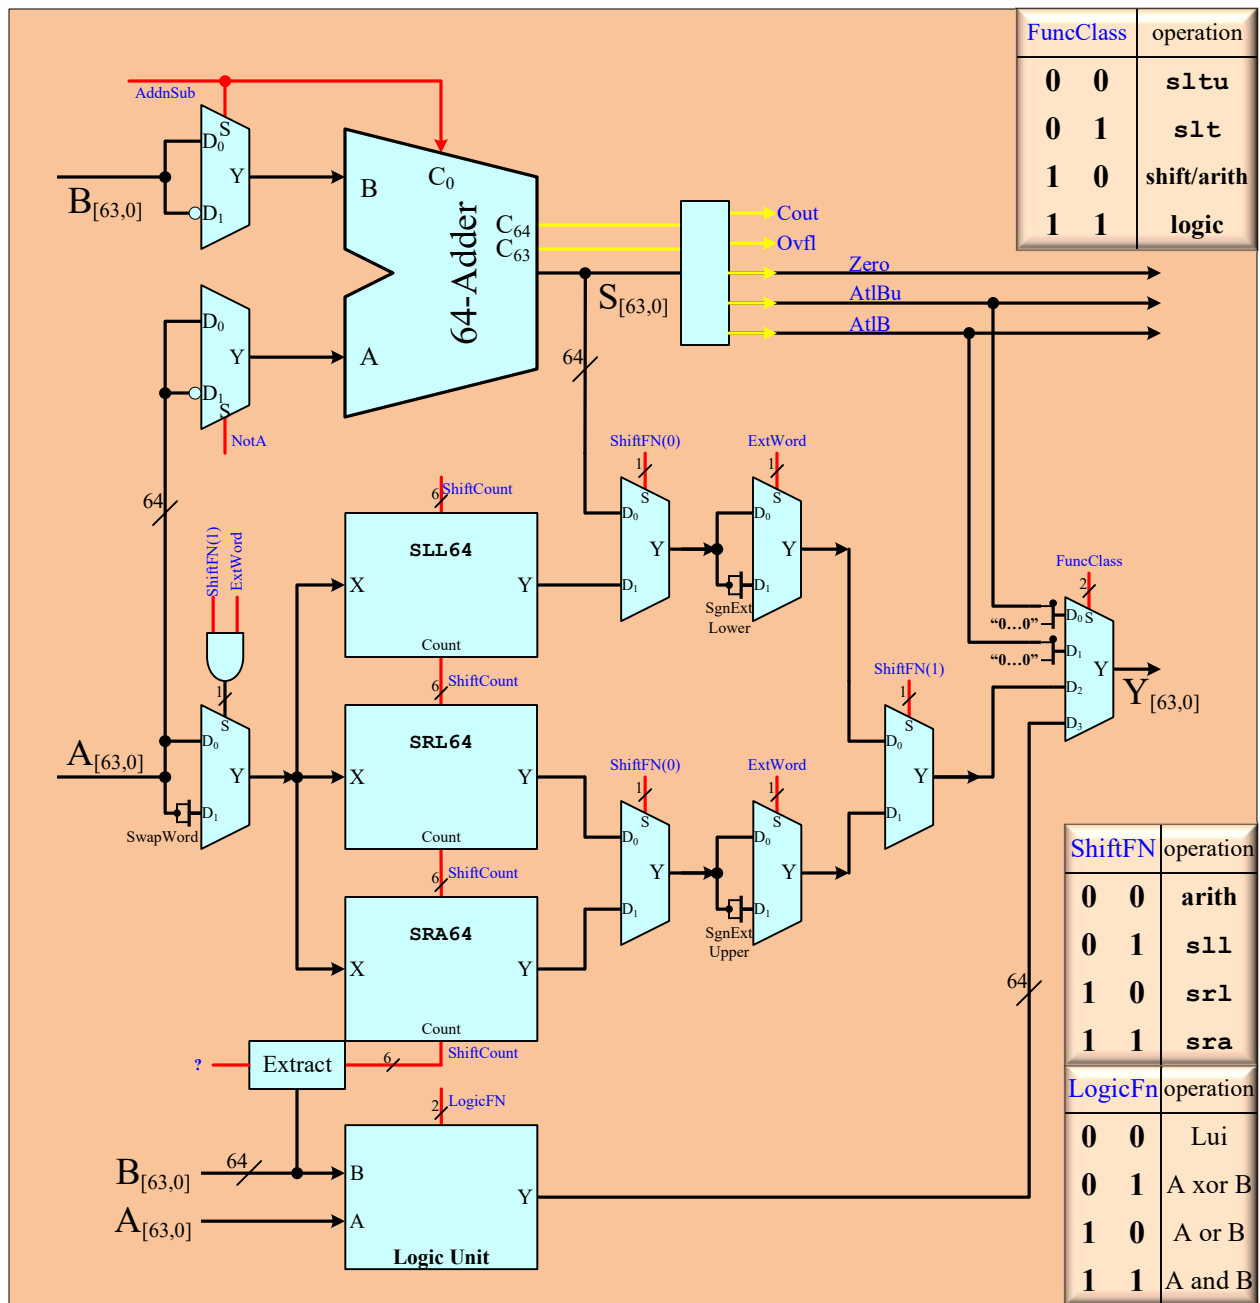 FuncClass operation
0 0 sltu
0 1 slt
1 0 shift/arith
1 1 logic
AddnSub
S
D0
Y
D1
B[63,0]
B
C0
64-Adder
C64
C63
A
Cout
Ovfl
Zero
AtlBu
AtlB
S[63,0]
64
D0
Y
D1
S
NotA
64
ShiftFN(1)
ExtWord
1
S
D0
Y
D1
A[63,0]
SwapWord
6 ShiftCount
SLL64
X Y
Count
6 ShiftCount
SRL64
X Y
Count
6 ShiftCount
SRA64
X Y
Count
ShiftCount
? Extract 6
ShiftFN(0)
1
S
D0
Y
D1
ExtWord
1
S
D0
Y
D1
SgnExt
Lower
ShiftFN(0)
1
S
D0
Y
D1
ExtWord
1
S
D0
Y
D1
SgnExt
Upper
ShiftFN(1)
1
S
D0
Y
D1
FuncClass
2
S
D0
D1
D2
D3
Y
“0...0”
“0...0”
Y[63,0]
64
2 LogicFN
B[63,0] 64
A[63,0]
B
Y
A
Logic Unit
ShiftFN operation
0 0 arith
0 1 sll
1 0 srl
1 1 sra
LogicFn operation
0 0 Lui
0 1 A xor B
1 0 A or B
1 1 A and B